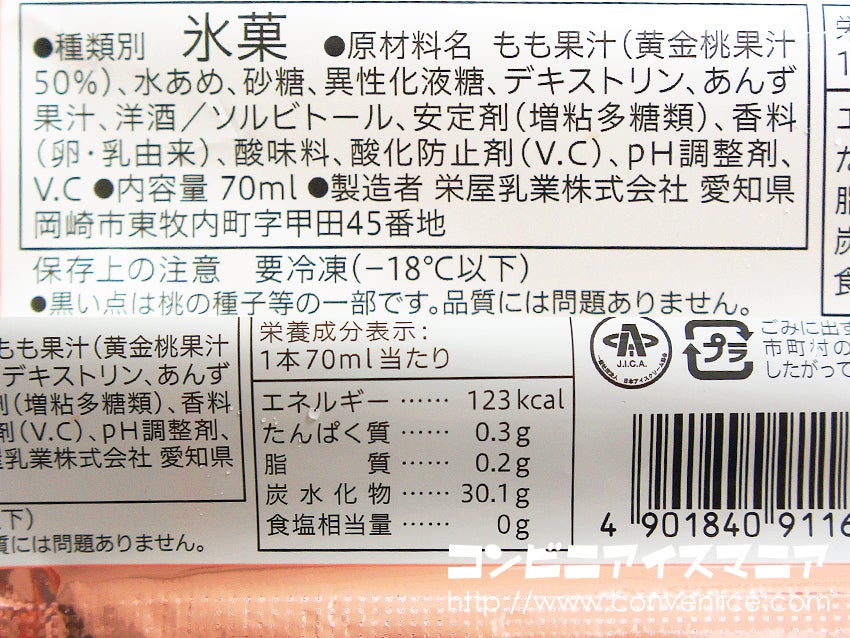 ●種類別 氷菓 ●原材料名 もも果汁(黄金桃果汁
50%)、水あめ、砂糖、異性化液糖、デキストリン、あんず
果汁、洋酒／ソルビトール、安定剤(増粘多糖類)、香料
(卵・乳由来)、酸味料、酸化防止剤(V.C)、pH調整剤、
V.C ●内容量 70ml ●製造者 栄屋乳業株式会社 愛知県
岡崎市東牧内町字甲田45番地
保存上の注意 要冷凍(−18℃以下)
●黒い点は桃の種子等の一部です。品質には問題ありません。
もも果汁(黄金桃果汁
デキストリン、あんず
剤(増粘多糖類)、香料
剤(V.C)、pH調整剤、
乳業株式会社 愛知県
下)
質には問題ありません。
栄養成分表示:
1本70ml当たり
エネルギー …… 123kcal
たんぱく質 …… 0.3g
脂質 …… 0.2g
炭水化物 …… 30.1g
食塩相当量 …… 0g
J.I.C.A.
プラ
ごみに出す
市町村の
したがって
4 901840 9116
コンビニアイスマニア
http://www.conveniice.com/